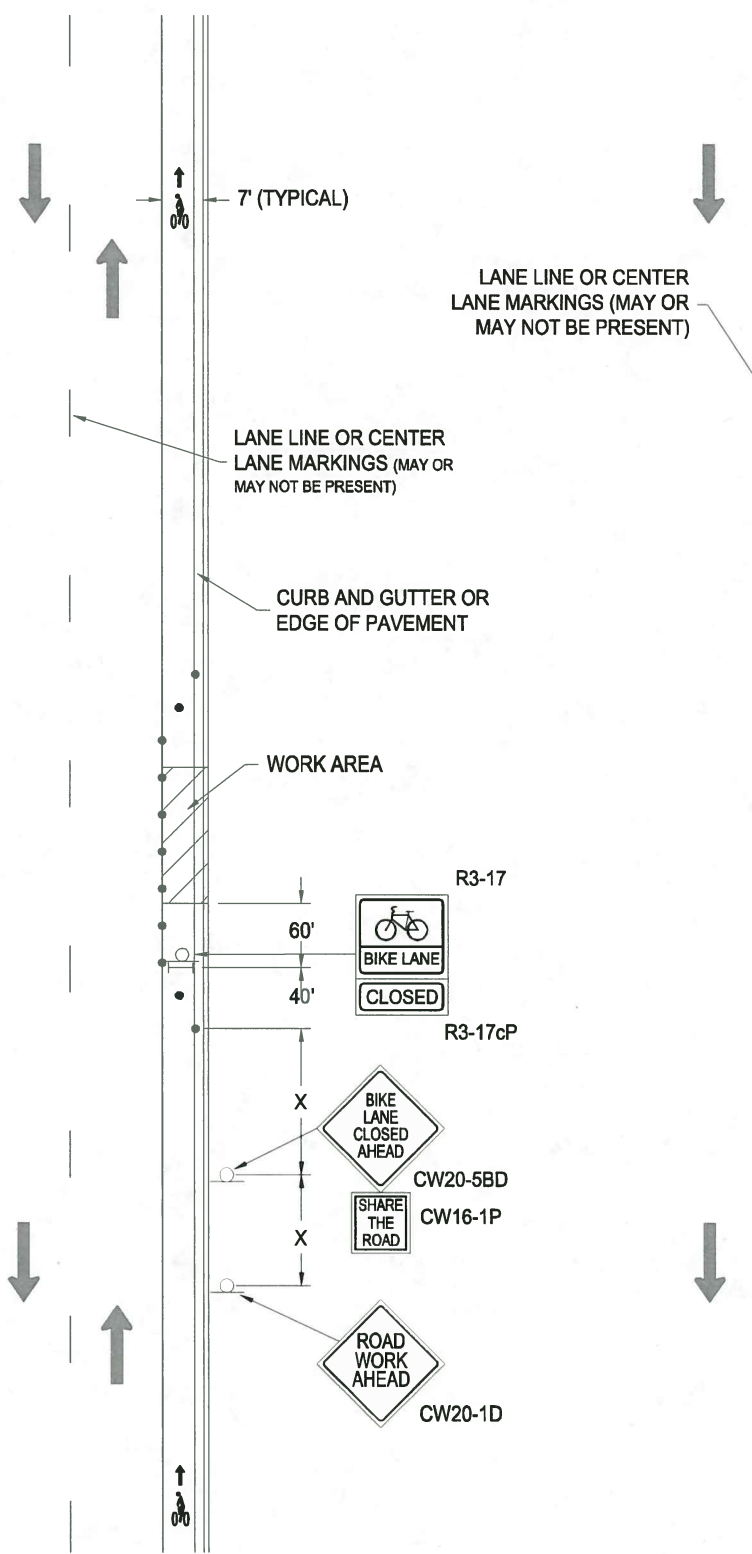 7' (TYPICAL)
LANE LINE OR CENTER
LANE MARKINGS (MAY OR
MAY NOT BE PRESENT)
LANE LINE OR CENTER
LANE MARKINGS (MAY OR
MAY NOT BE PRESENT)
CURB AND GUTTER OR
EDGE OF PAVEMENT
WORK AREA
R3-17
60'
BIKE LANE
40'
CLOSED
R3-17cP
X
BIKE
LANE
CLOSED
AHEAD
CW20-5BD
SHARE
THE
ROAD
CW16-1P
X
ROAD
WORK
AHEAD
CW20-1D